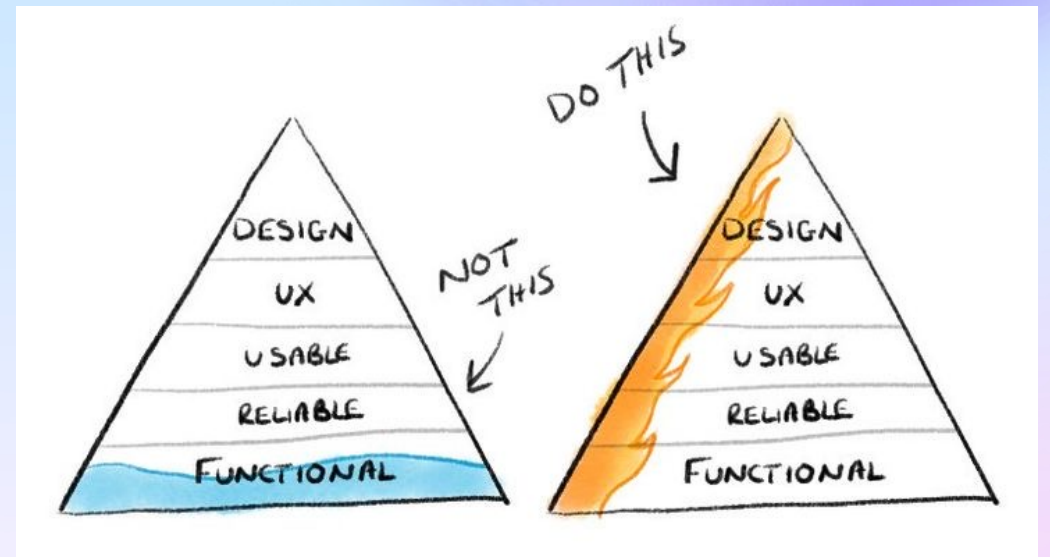 DO THIS
NOT
THIS
DESIGN
UX
USABLE
RELIABLE
FUNCTIONAL
DESIGN
UX
USABLE
RELIABLE
FUNCTIONAL